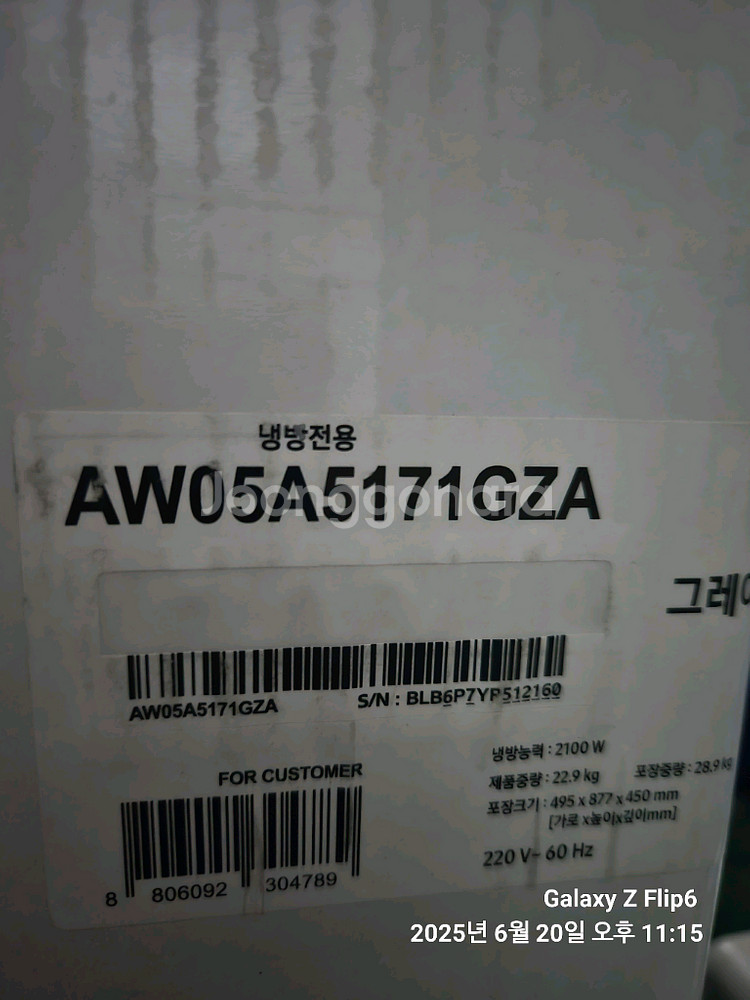 냉방전용
AW05A5171GZA
Joonggonara
그레이
AW05A5171GZA
S/N : BLB6P7YP512160
FOR CUSTOMER
8 806092 304789
냉방능력 : 2100 W
제품중량 : 22.9 kg 포장중량 : 28.9 kg
포장크기 : 495 x 877 x 450 mm
[가로 x높이x깊이mm]
220 V~ 60 Hz
Galaxy Z Flip6
2025년 6월 20일 오후 11:15